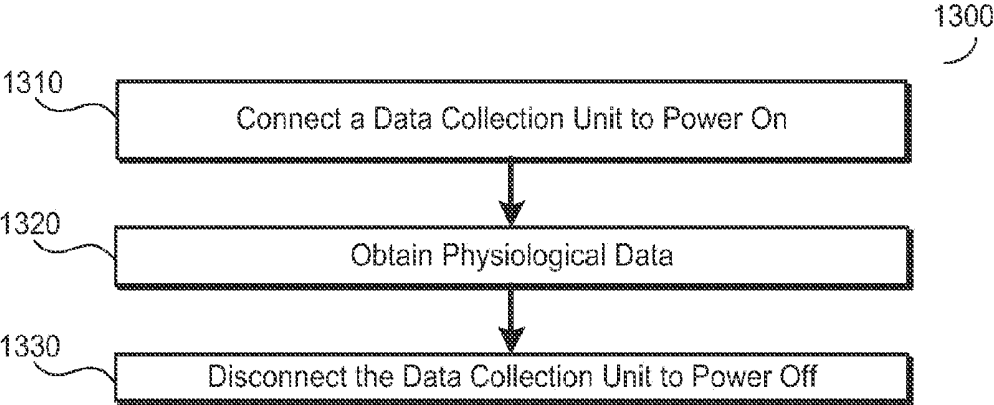 1300
1310
Connect a Data Collection Unit to Power On
1320
Obtain Physiological Data
1330
Disconnect the Data Collection Unit to Power Off